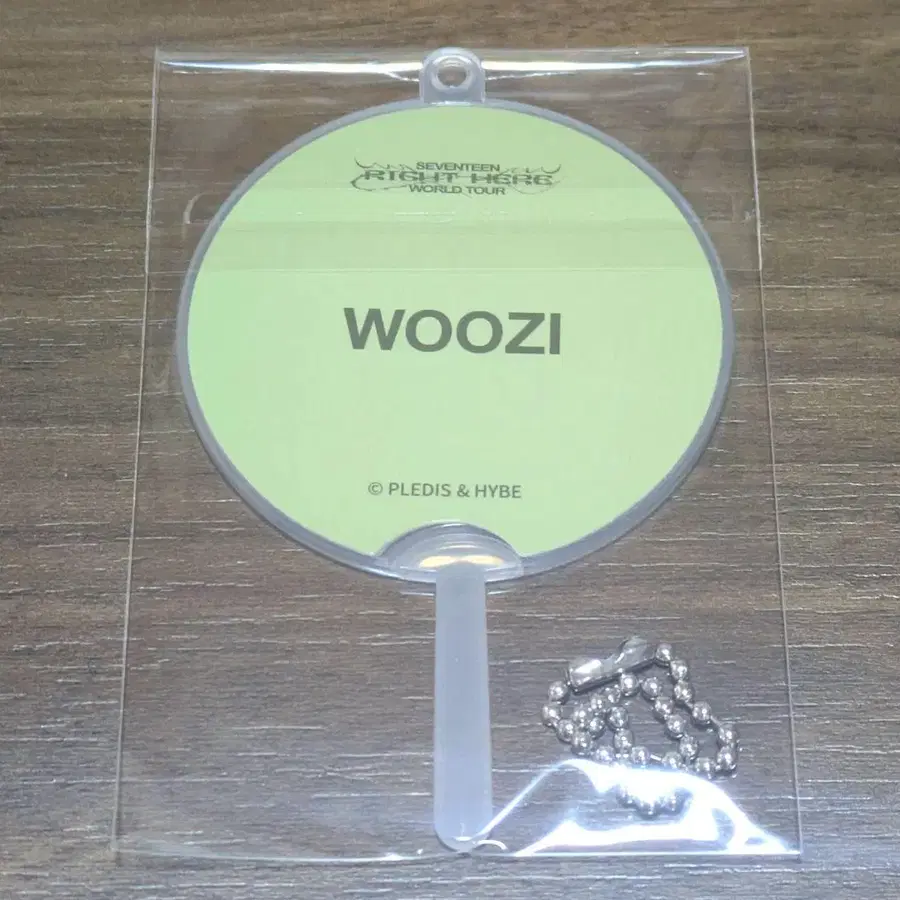 SEVENTEEN
RIGHT HERE
WORLD TOUR
WOOZI
© PLEDIS & HYBE